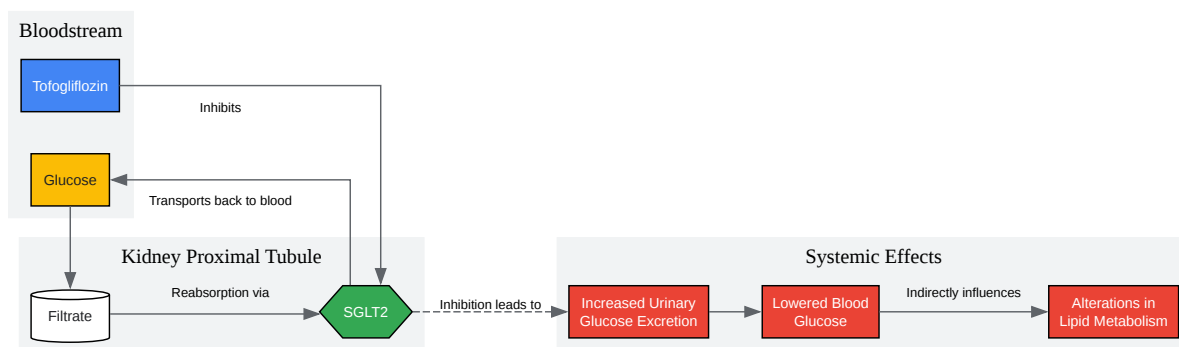 Bloodstream
Tofogliflozin
Inhibits
Glucose
Transports back to blood
Kidney Proximal Tubule
Systemic Effects
Reabsorption via
Filtrate
SGLT2
Inhibition leads to
Increased Urinary
Glucose Excretion
Lowered Blood
Glucose
Indirectly influences
Alterations in
Lipid Metabolism